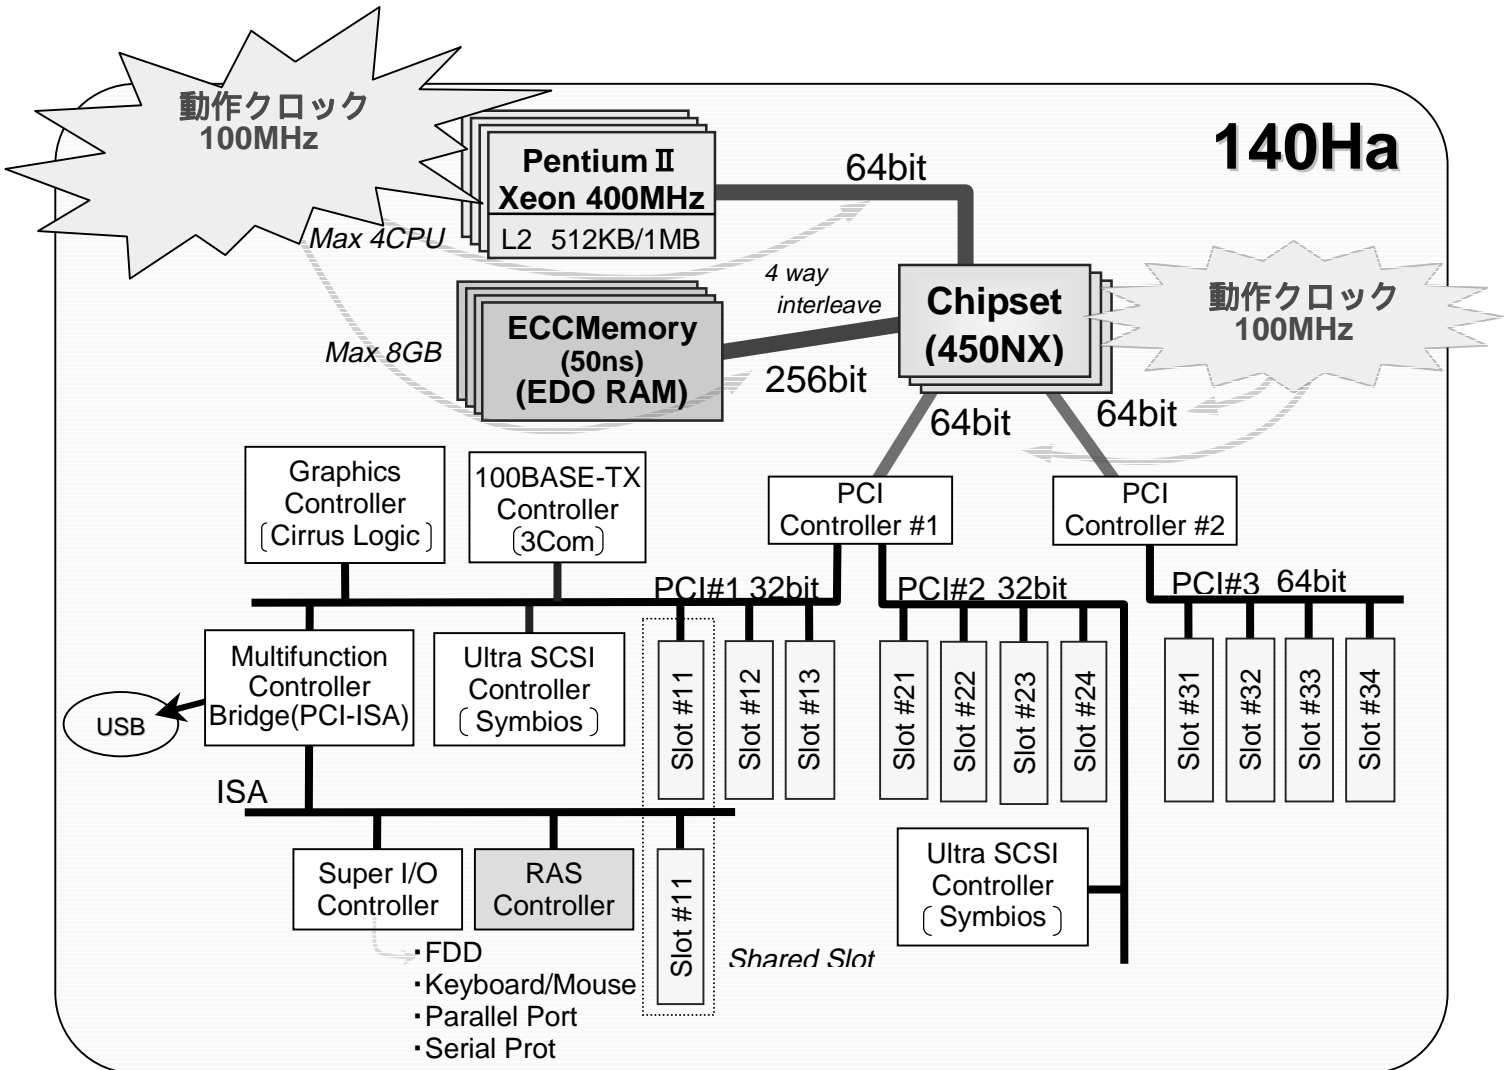 動作クロック
100MHz
140Ha
Pentium Ⅱ
Xeon 400MHz
L2 512KB/1MB
Max 4CPU
64bit
4 way
interleave
Chipset
(450NX)
動作クロック
100MHz
ECCMemory
(50ns)
(EDO RAM)
Max 8GB
256bit
64bit
64bit
Graphics
Controller
(Cirrus Logic)
100BASE-TX
Controller
(3Com)
PCI
Controller #1
PCI
Controller #2
PCI#1 32bit
PCI#2 32bit
PCI#3 64bit
Multifunction
Controller
Bridge(PCI-ISA)
USB
Ultra SCSI
Controller
(Symbios)
Slot #11
Slot #12
Slot #13
Slot #21
Slot #22
Slot #23
Slot #24
Slot #31
Slot #32
Slot #33
Slot #34
ISA
Super I/O
Controller
RAS
Controller
Slot #11
Ultra SCSI
Controller
(Symbios)
Shared Slot
・FDD
・Keyboard/Mouse
・Parallel Port
・Serial Prot